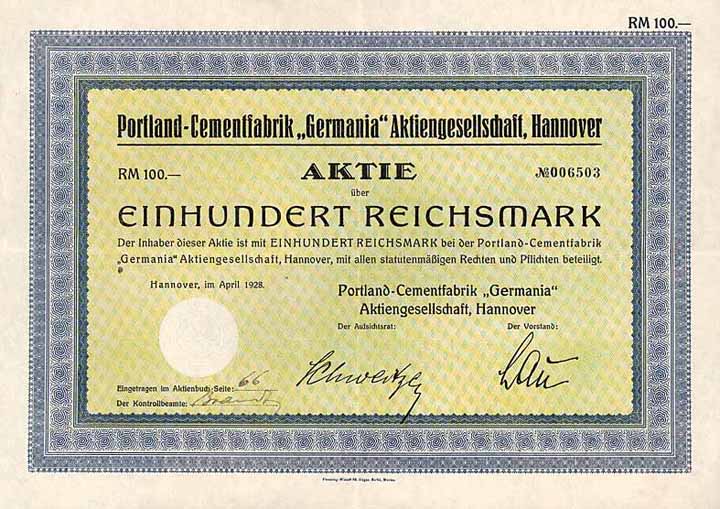 RM 100.—
Portland-Cementfabrik „Germania" Aktiengesellschaft, Hannover
RM 100.— AKTIE №006503
über
EINHUNDERT REICHSMARK
Der Inhaber dieser Aktie ist mit EINHUNDERT REICHSMARK bei der Portland-Cementfabrik
„Germania" Aktiengesellschaft, Hannover, mit allen statutenmäßigen Rechten und Pflichten beteiligt.
Hannover, im April 1928.
Portland-Cementfabrik „Germania"
Aktiengesellschaft, Hannover
Der Aufsichtsrat: Der Vorstand:
Eingetragen im Aktienbuch-Seite: 66
Der Kontrollbeamte: Brandt